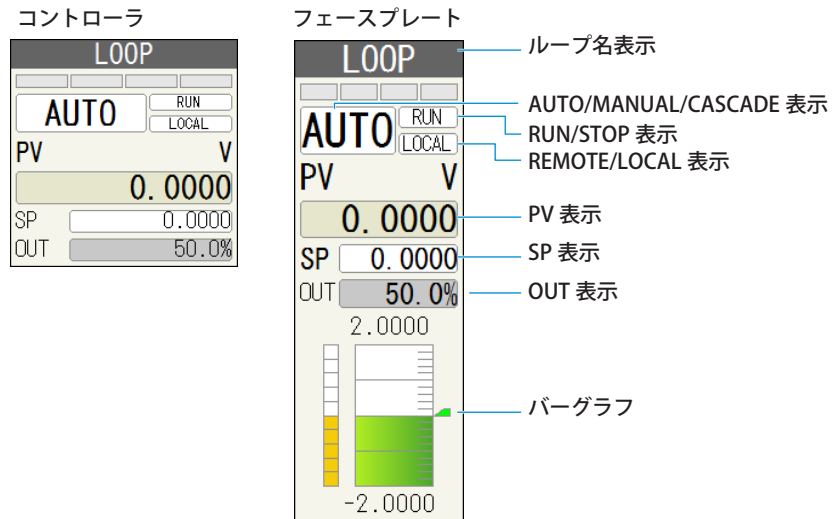 コントローラ
LOOP
AUTO
RUN
LOCAL
PV V
0.0000
SP 0.0000
OUT 50.0%
フェースプレート
LOOP
AUTO
RUN
LOCAL
PV V
0.0000
SP 0.0000
OUT 50.0%
2.0000
-2.0000
ループ名表示
AUTO/MANUAL/CASCADE 表示
RUN/STOP 表示
REMOTE/LOCAL 表示
PV 表示
SP 表示
OUT 表示
バーグラフ